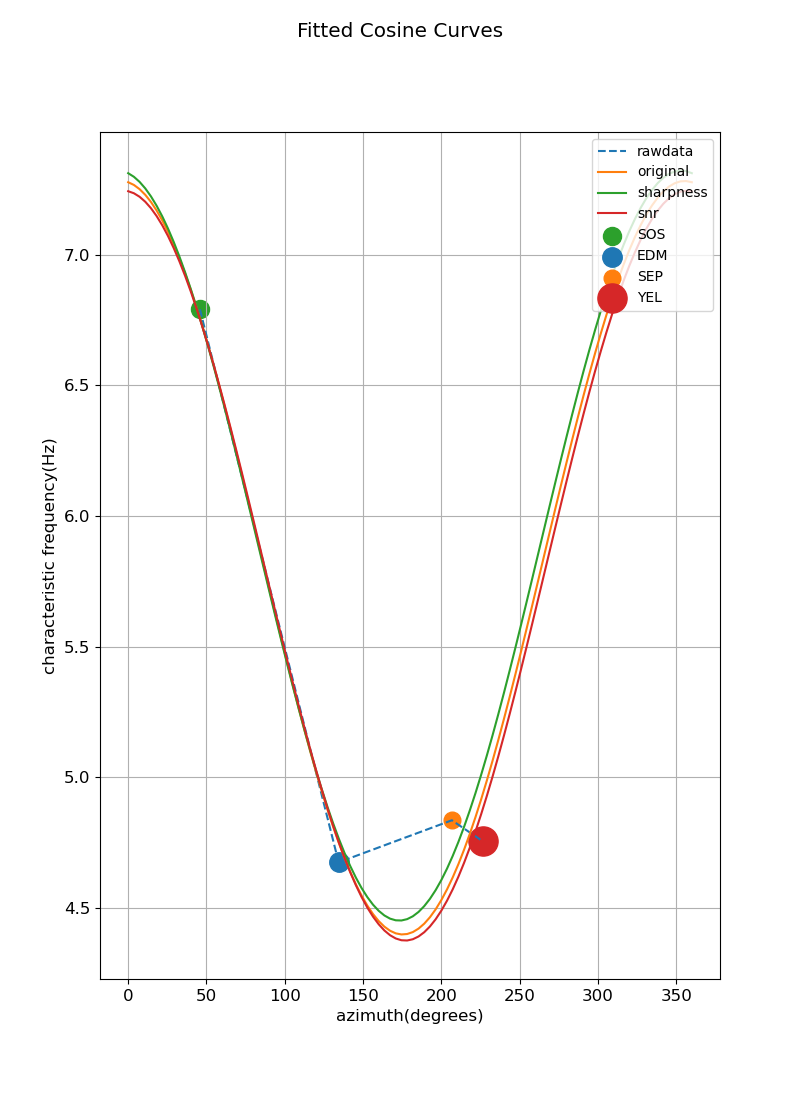 Fitted Cosine Curves
rawdata
original
sharpness
snr
SOS
EDM
SEP
YEL
7.0
6.5
6.0
5.5
5.0
4.5
characteristic frequency(Hz)
0 50 100 150 200 250 300 350
azimuth(degrees)